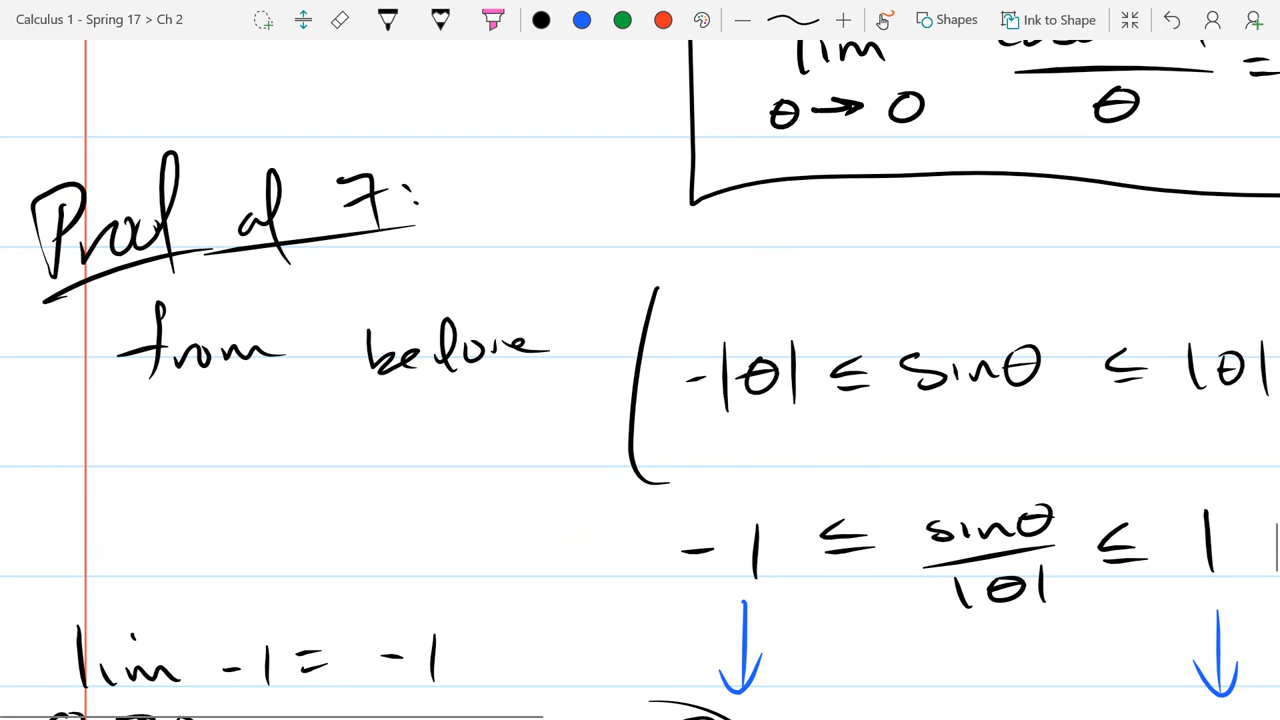 Calculus 1 - Spring 17 > Ch 2
Shapes
Ink to Shape
lim
θ → 0
θ
=
Proof of 7:
from before
( -|θ| ≤ sinθ ≤ |θ|
-1 ≤ sinθ/|θ| ≤ 1
lim -1 = -1